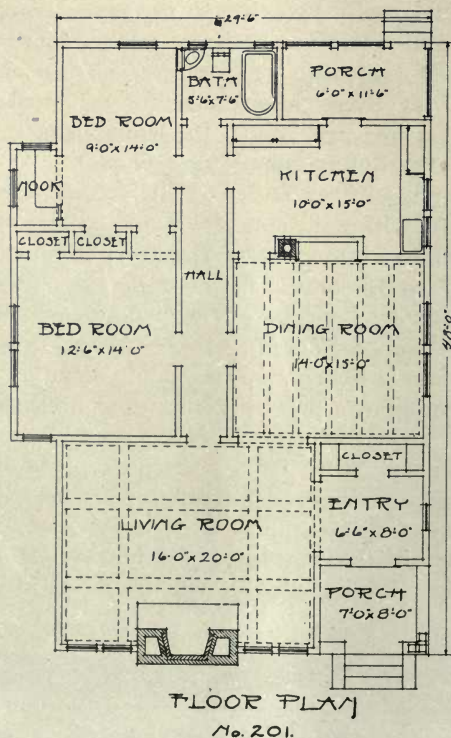 29'-6"
BATH
5'-6"x7'-6"
PORCH
6'-0"x11'-6"
BED ROOM
9'-0"x14'-0"
NOOK
KITCHEN
10'-0"x15'-0"
CLOSET
CLOSET
HALL
BED ROOM
12'-6"x14'-0"
DINING ROOM
14'-0"x15'-0"
CLOSET
ENTRY
6'-6"x8'-0"
LIVING ROOM
16'-0"x20'-0"
PORCH
7'-0"x8'-0"
FLOOR PLAN
No. 201.